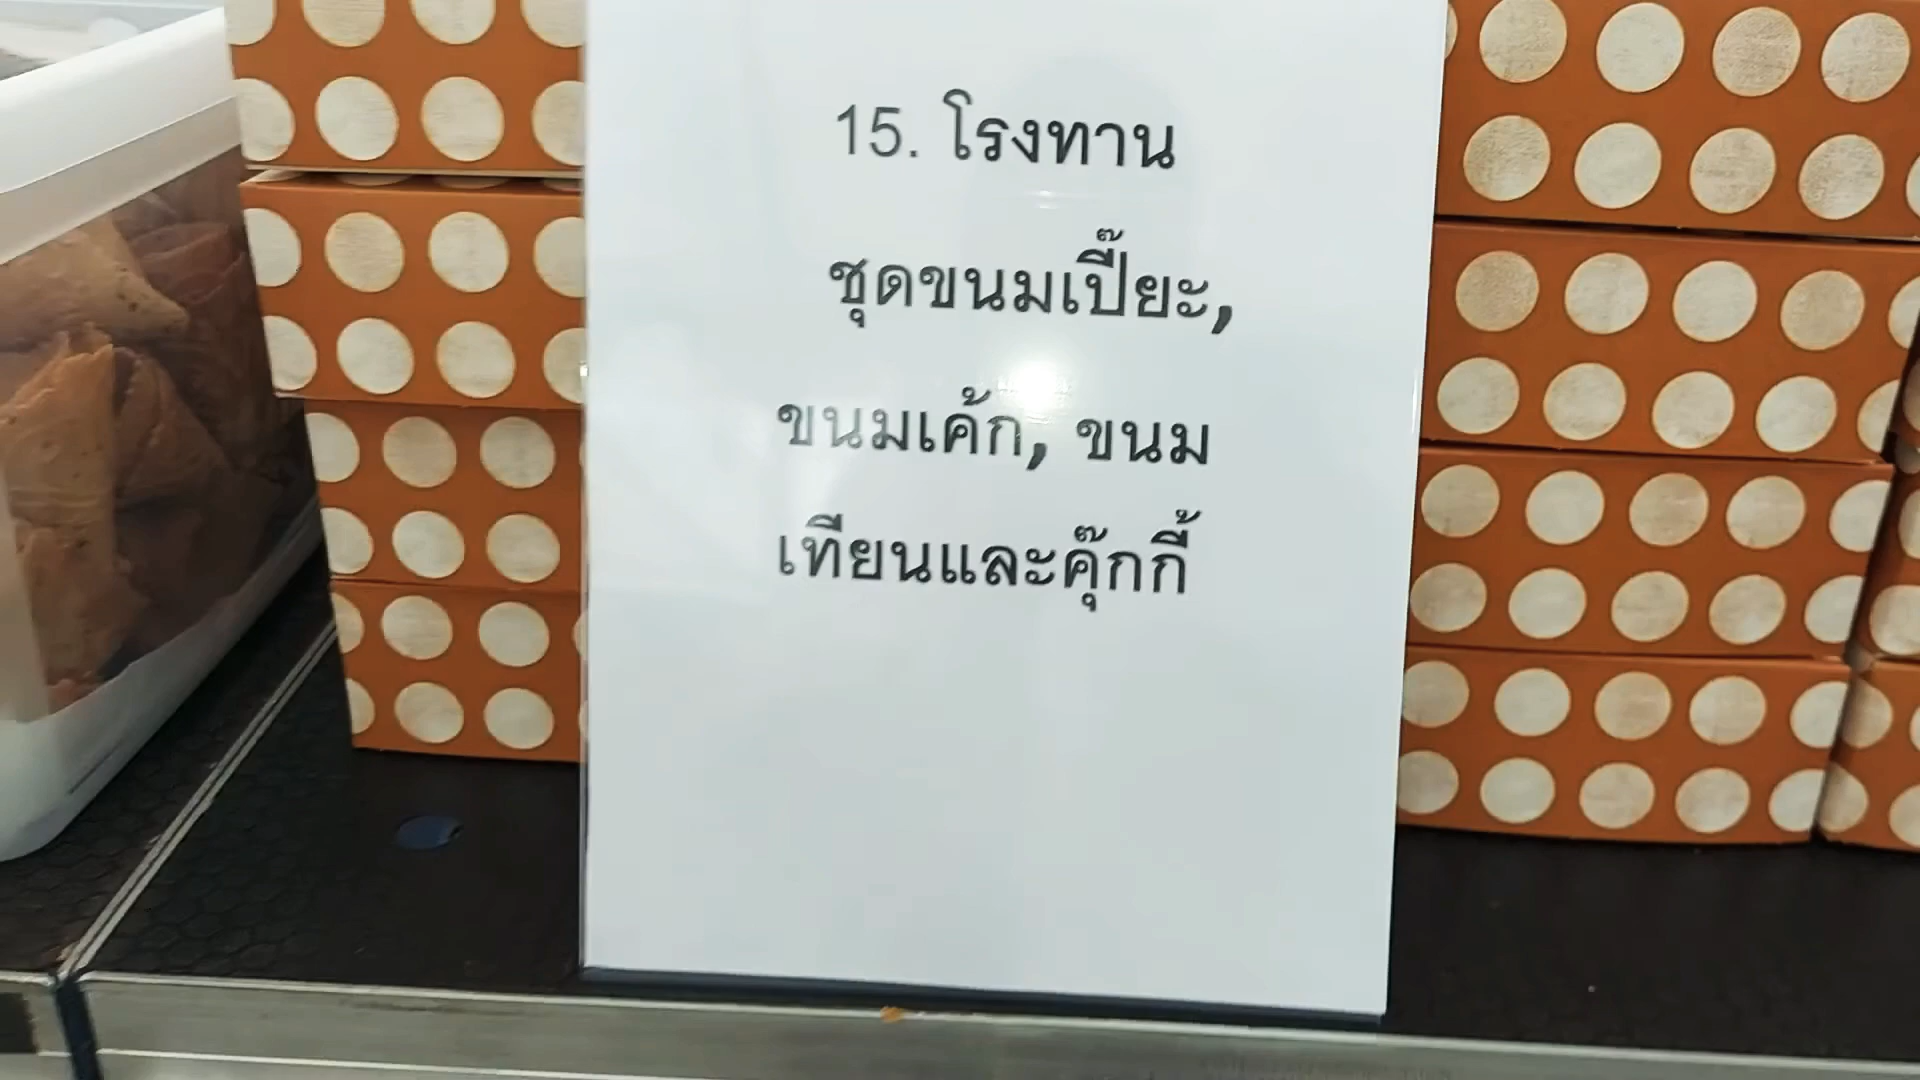 15. โรงทาน
ชุดขนมเปี๊ยะ,
ขนมเค้ก, ขนม
เทียนและคุ๊กกี้